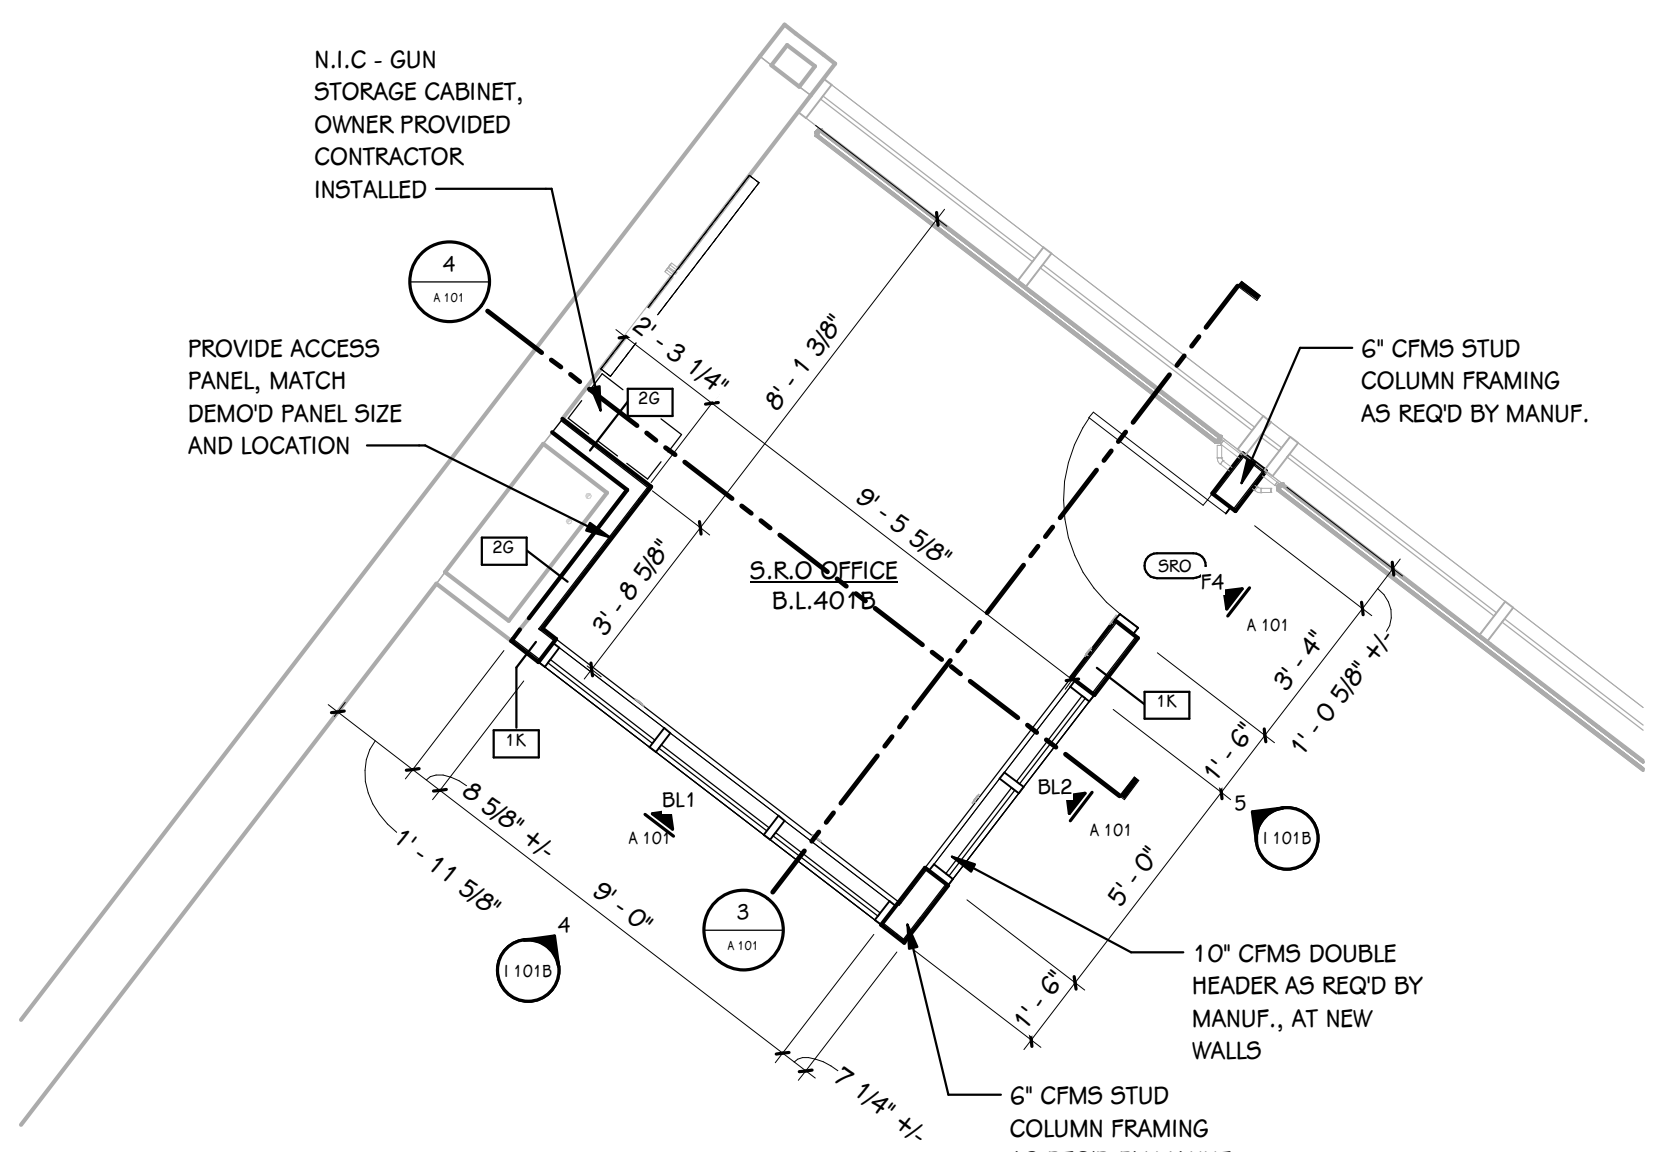 N.I.C - GUN
STORAGE CABINET,
OWNER PROVIDED
CONTRACTOR
INSTALLED
4
A 101
PROVIDE ACCESS
PANEL, MATCH
DEMO'D PANEL SIZE
AND LOCATION
2' - 3 1/4"
8' - 1 3/8"
2G
6" CFMS STUD
COLUMN FRAMING
AS REQ'D BY MANUF.
9' - 5 5/8"
2G
3' - 8 5/8"
S.R.O OFFICE
B.L.401B
SRO
F4
A 101
3' - 4"
1' - 0 5/8" +/-
1K
1K
1' - 6"
BL1
A 101
BL2
A 101
5
I 101B
8 5/8" +/-
1' - 11 5/8"
9' - 0"
5' - 0"
3
A 101
4
I 101B
1' - 6"
10" CFMS DOUBLE
HEADER AS REQ'D BY
MANUF., AT NEW
WALLS
7 1/4" +/-
6" CFMS STUD
COLUMN FRAMING